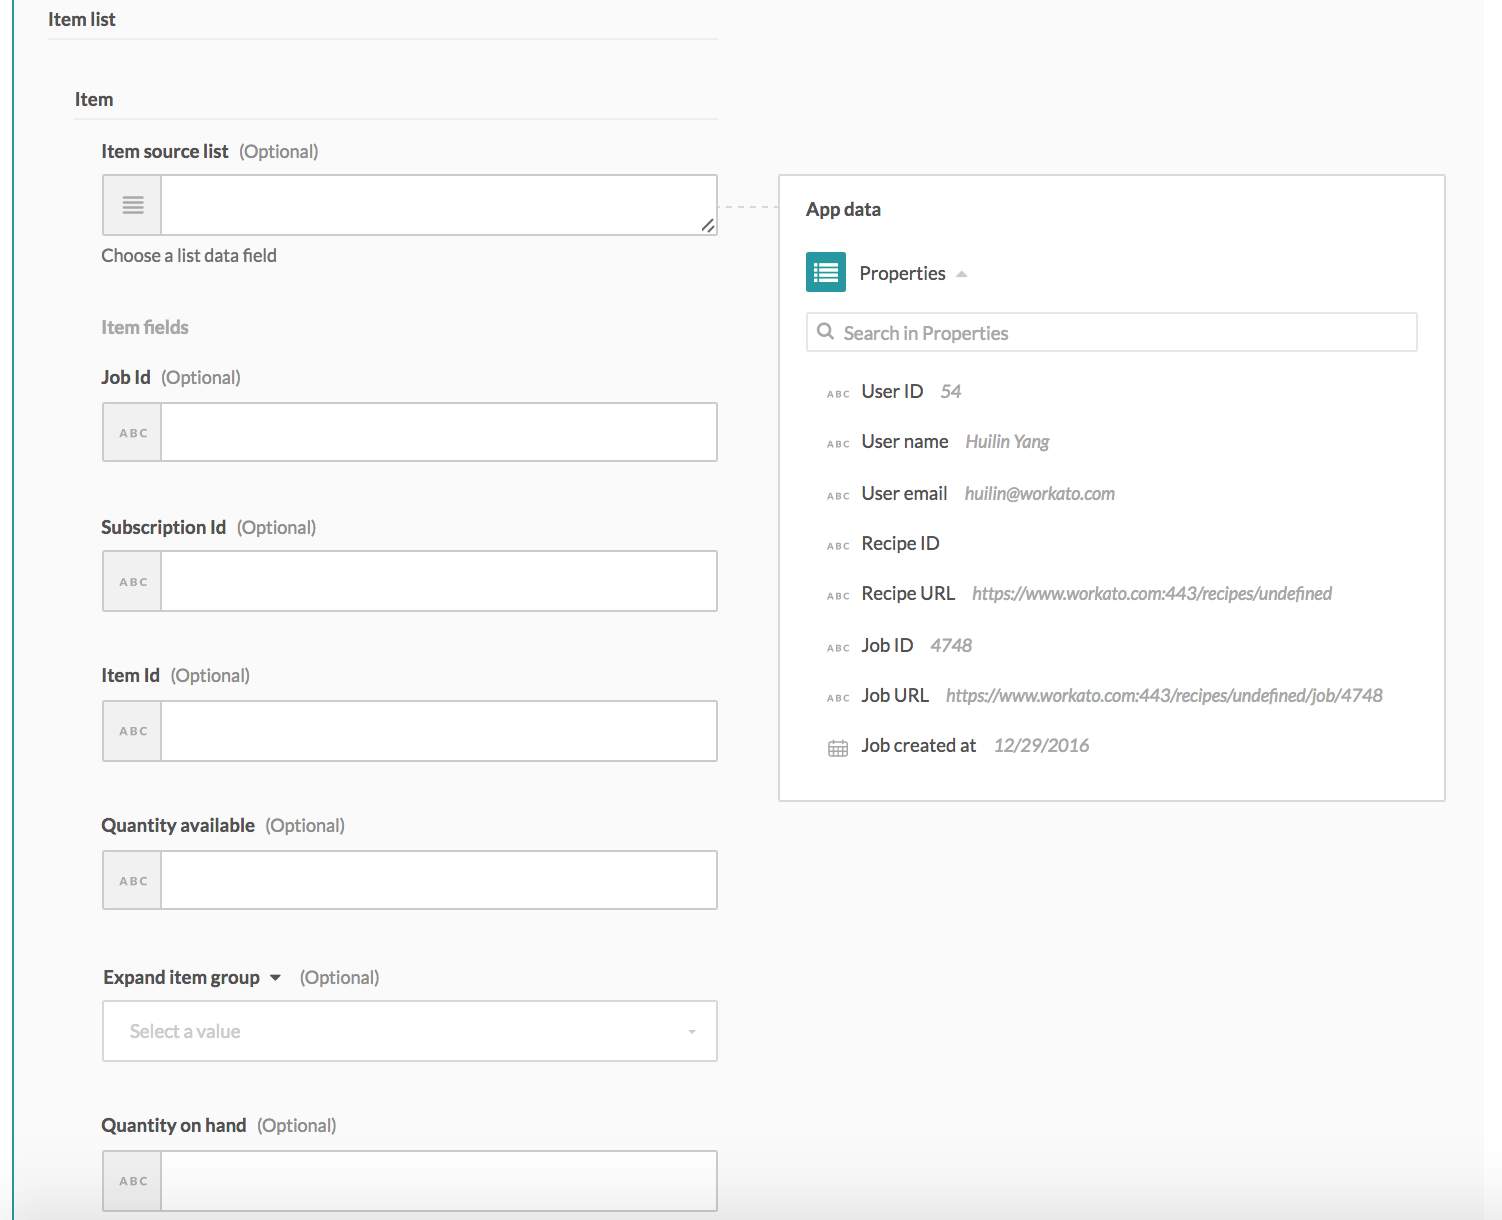 Item list
Item
Item source list (Optional)
Choose a list data field
Item fields
Job Id (Optional)
ABC
Subscription Id (Optional)
ABC
Item Id (Optional)
ABC
Quantity available (Optional)
ABC
Expand item group (Optional)
Select a value
Quantity on hand (Optional)
ABC
App data
Properties
Search in Properties
ABC User ID 54
ABC User name Huilin Yang
ABC User email huilin@workato.com
ABC Recipe ID
ABC Recipe URL https://www.workato.com:443/recipes/undefined
ABC Job ID 4748
ABC Job URL https://www.workato.com:443/recipes/undefined/job/4748
Job created at 12/29/2016